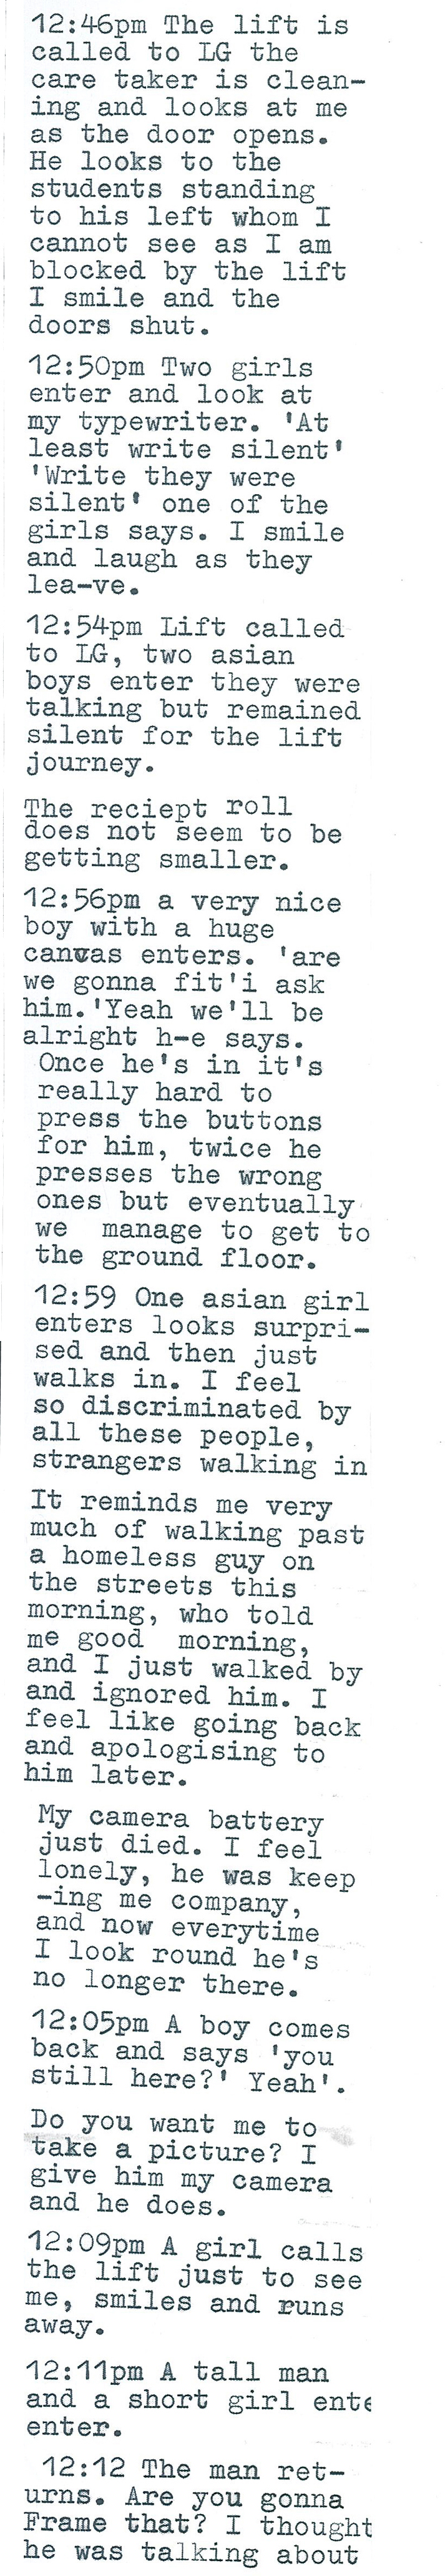 12:46pm The lift is
called to LG the
care taker is clean-
ing and looks at me
as the door opens.
He looks to the
students standing
to his left whom I
cannot see as I am
blocked by the lift
I smile and the
doors shut.
12:50pm Two girls
enter and look at
my typewriter. 'At
least write silent'
'Write they were
silent' one of the
girls says. I smile
and laugh as they
lea-ve.
12:54pm Lift called
to LG, two asian
boys enter they were
talking but remained
silent for the lift
journey.
The reciept roll
does not seem to be
getting smaller.
12:56pm a very nice
boy with a huge
canvas enters. 'are
we gonna fit'i ask
him.'Yeah we'll be
alright h-e says.
Once he's in it's
really hard to
press the buttons
for him, twice he
presses the wrong
ones but eventually
we  manage to get to
the ground floor.
12:59 One asian girl
enters looks surpri-
sed and then just
walks in. I feel
so discriminated by
all these people,
strangers walking in
It reminds me very
much of walking past
a homeless guy on
the streets this
morning, who told
me good  morning,
and I just walked by
and ignored him. I
feel like going back
and apologising to
him later.
My camera battery
just died. I feel
lonely, he was keep
-ing me company,
and now everytime
I look round he's
no longer there.
12:05pm A boy comes
back and says 'you
still here?' Yeah'.
Do you want me to
take a picture? I
give him my camera
and he does.
12:09pm A girl calls
the lift just to see
me, smiles and runs
away.
12:11pm A tall man
and a short girl ente
enter.
12:12 The man ret-
urns. Are you gonna
Frame that? I thought
he was talking about